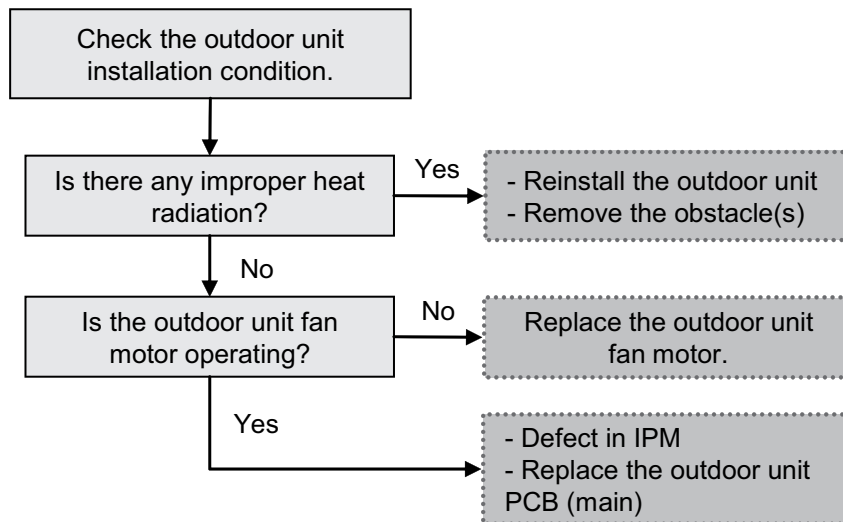 Check the outdoor unit
installation condition.
Is there any improper heat
radiation?
Yes
- Reinstall the outdoor unit
- Remove the obstacle(s)
No
Is the outdoor unit fan
motor operating?
No
Replace the outdoor unit
fan motor.
Yes
- Defect in IPM
- Replace the outdoor unit
PCB (main)